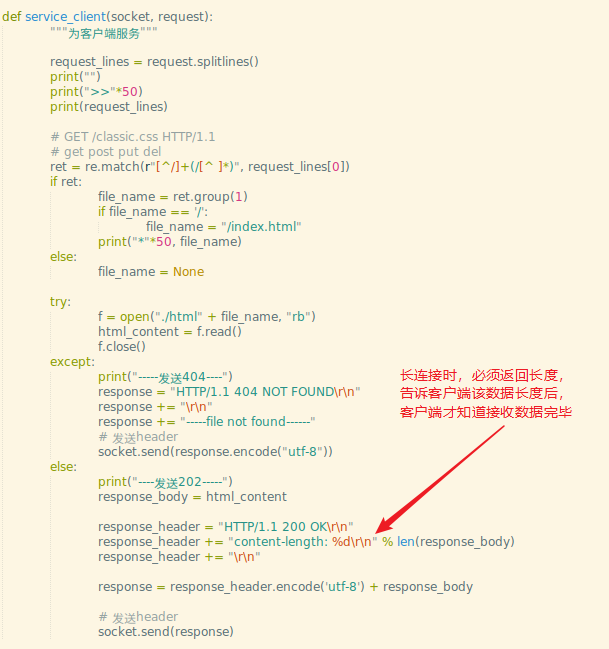 def service_client(socket, request):
"""为客户端服务"""
request_lines = request.splitlines()
print("")
print(">>"*50)
print(request_lines)
# GET /classic.css HTTP/1.1
# get post put del
ret = re.match(r"[^/]+(/[^ ]*)", request_lines[0])
if ret:
file_name = ret.group(1)
if file_name == '/':
file_name = "/index.html"
print("*"*50, file_name)
else:
file_name = None
try:
f = open("./html" + file_name, "rb")
html_content = f.read()
f.close()
except:
print("-----发送404----")
response = "HTTP/1.1 404 NOT FOUND\r\n"
response += "\r\n"
response += "-----file not found------"
# 发送header
socket.send(response.encode("utf-8"))
else:
print("----发送202-----")
response_body = html_content
response_header = "HTTP/1.1 200 OK\r\n"
response_header += "content-length: %d\r\n" % len(response_body)
response_header += "\r\n"
response = response_header.encode('utf-8') + response_body
# 发送header
socket.send(response)
长连接时，必须返回长度，
告诉客户端该数据长度后，
客户端才知道接收数据完毕